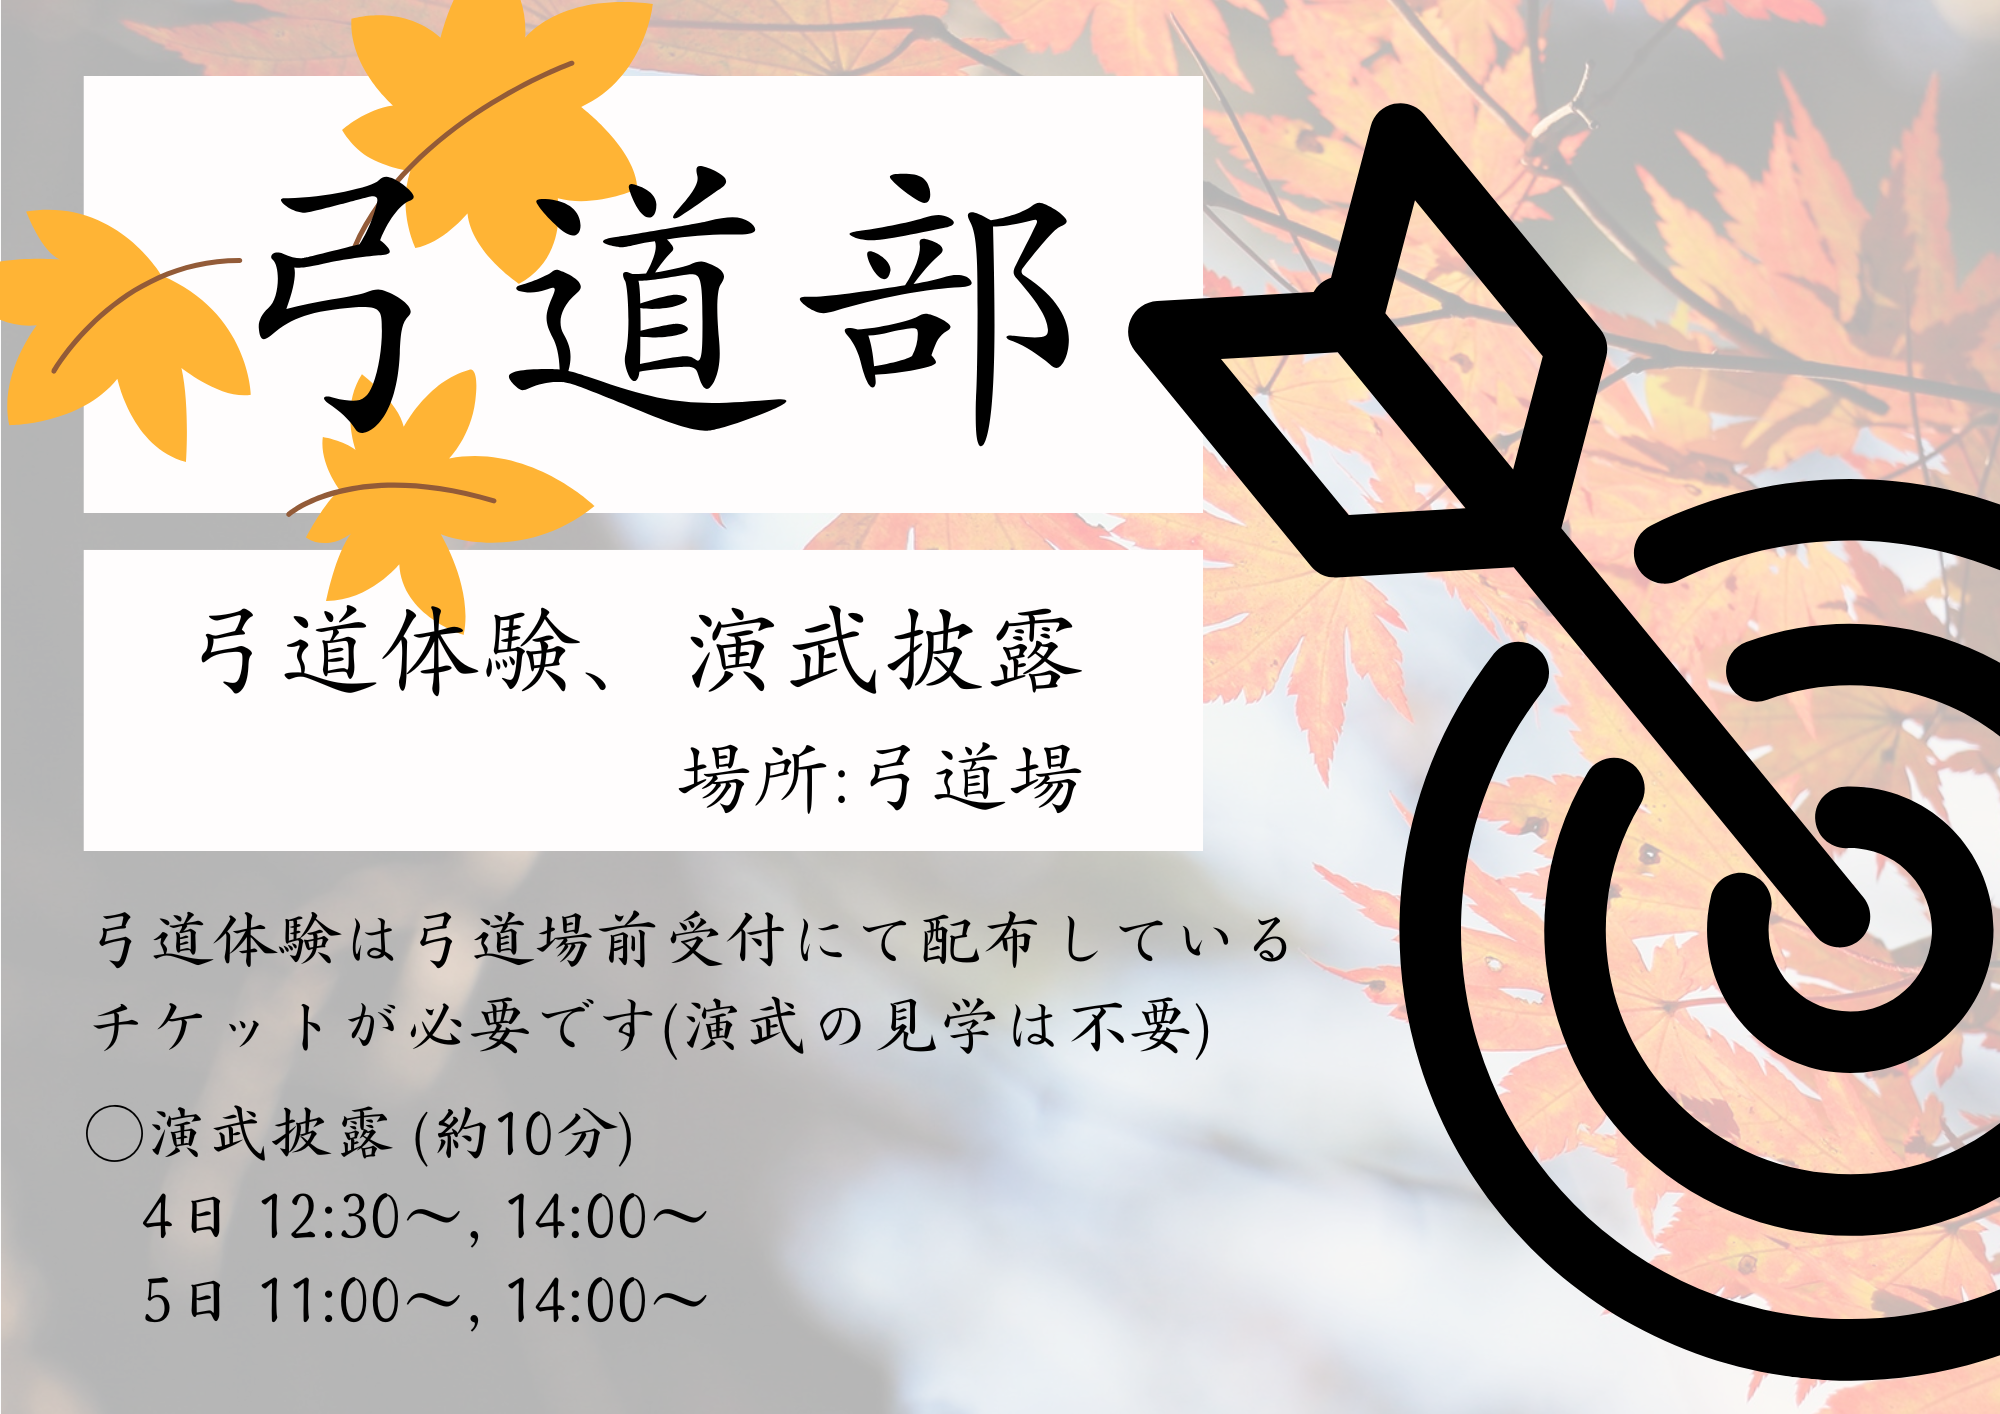 弓道部
弓道体験、演武披露
場所:弓道場
弓道体験は弓道場前受付にて配布している
チケットが必要です(演武の見学は不要)
◯演武披露 (約10分)
4日 12:30〜, 14:00〜
5日 11:00〜, 14:00〜